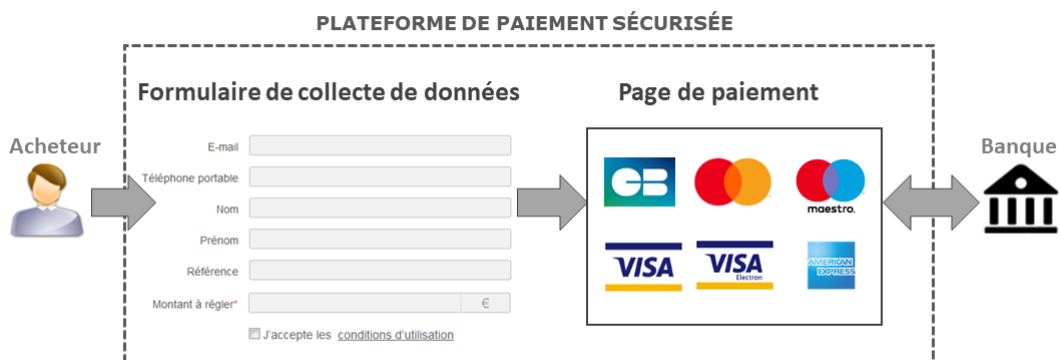 PLATEFORME DE PAIEMENT SÉCURISÉE
Formulaire de collecte de données
Page de paiement
Acheteur
Banque
E-mail
Téléphone portable
Nom
Prénom
Référence
Montant à régler*
€
J'accepte les conditions d'utilisation
CB
maestro.
VISA
VISA
Electron
AMERICAN
EXPRESS